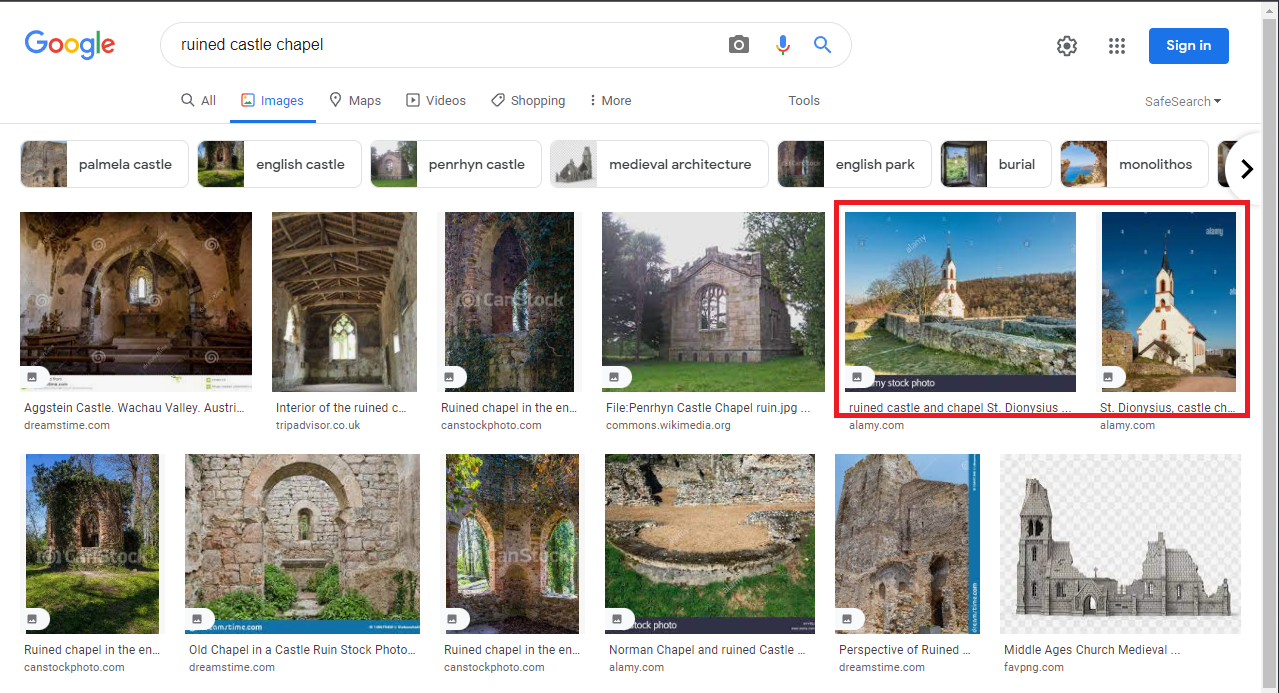 Google
ruined castle chapel
Sign in
All
Images
Maps
Videos
Shopping
More
Tools
SafeSearch
palmela castle
english castle
penrhyn castle
medieval architecture
english park
burial
monolithos
CanStock
alamy
alamy
stock photo
Aggstein Castle. Wachau Valley. Austri...
Interior of the ruined c...
Ruined chapel in the en...
File:Penrhyn Castle Chapel ruin.jpg ...
ruined castle and chapel St. Dionysius ...
St. Dionysius, castle ch...
dreamstime.com
tripadvisor.co.uk
canstockphoto.com
commons.wikimedia.org
alamy.com
alamy.com
CanStock
CanStock
stock photo
Ruined chapel in the en...
Old Chapel in a Castle Ruin Stock Photo...
Ruined chapel in the en...
Norman Chapel and ruined Castle ...
Perspective of Ruined ...
Middle Ages Church Medieval ...
canstockphoto.com
dreamstime.com
canstockphoto.com
alamy.com
dreamstime.com
favpng.com